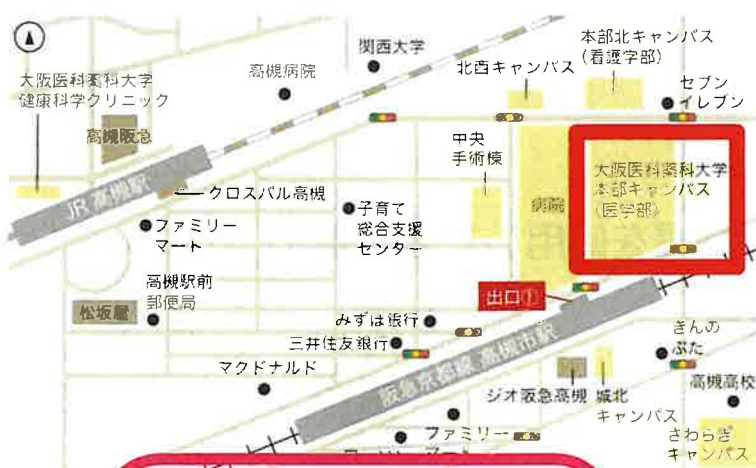 関西大学
本部北キャンパス
(看護学部)
高槻病院
北西キャンパス
セブン
イレブン
大阪医科薬科大学
健康科学クリニック
高槻阪急
中央
手術棟
大阪医科薬科大学
本部キャンパス
(医学部)
病院
JR 高槻駅
クロスパル高槻
子育て
総合支援
センター
ファミリー
マート
高槻駅前
郵便局
松坂屋
出口①
みずほ銀行
三井住友銀行
きんの
ぶた
マクドナルド
阪急京都線 高槻市駅
ジオ阪急高槻
城北
キャンパス
高槻高校
ファミリー
マート
さわらぎ
キャンパス